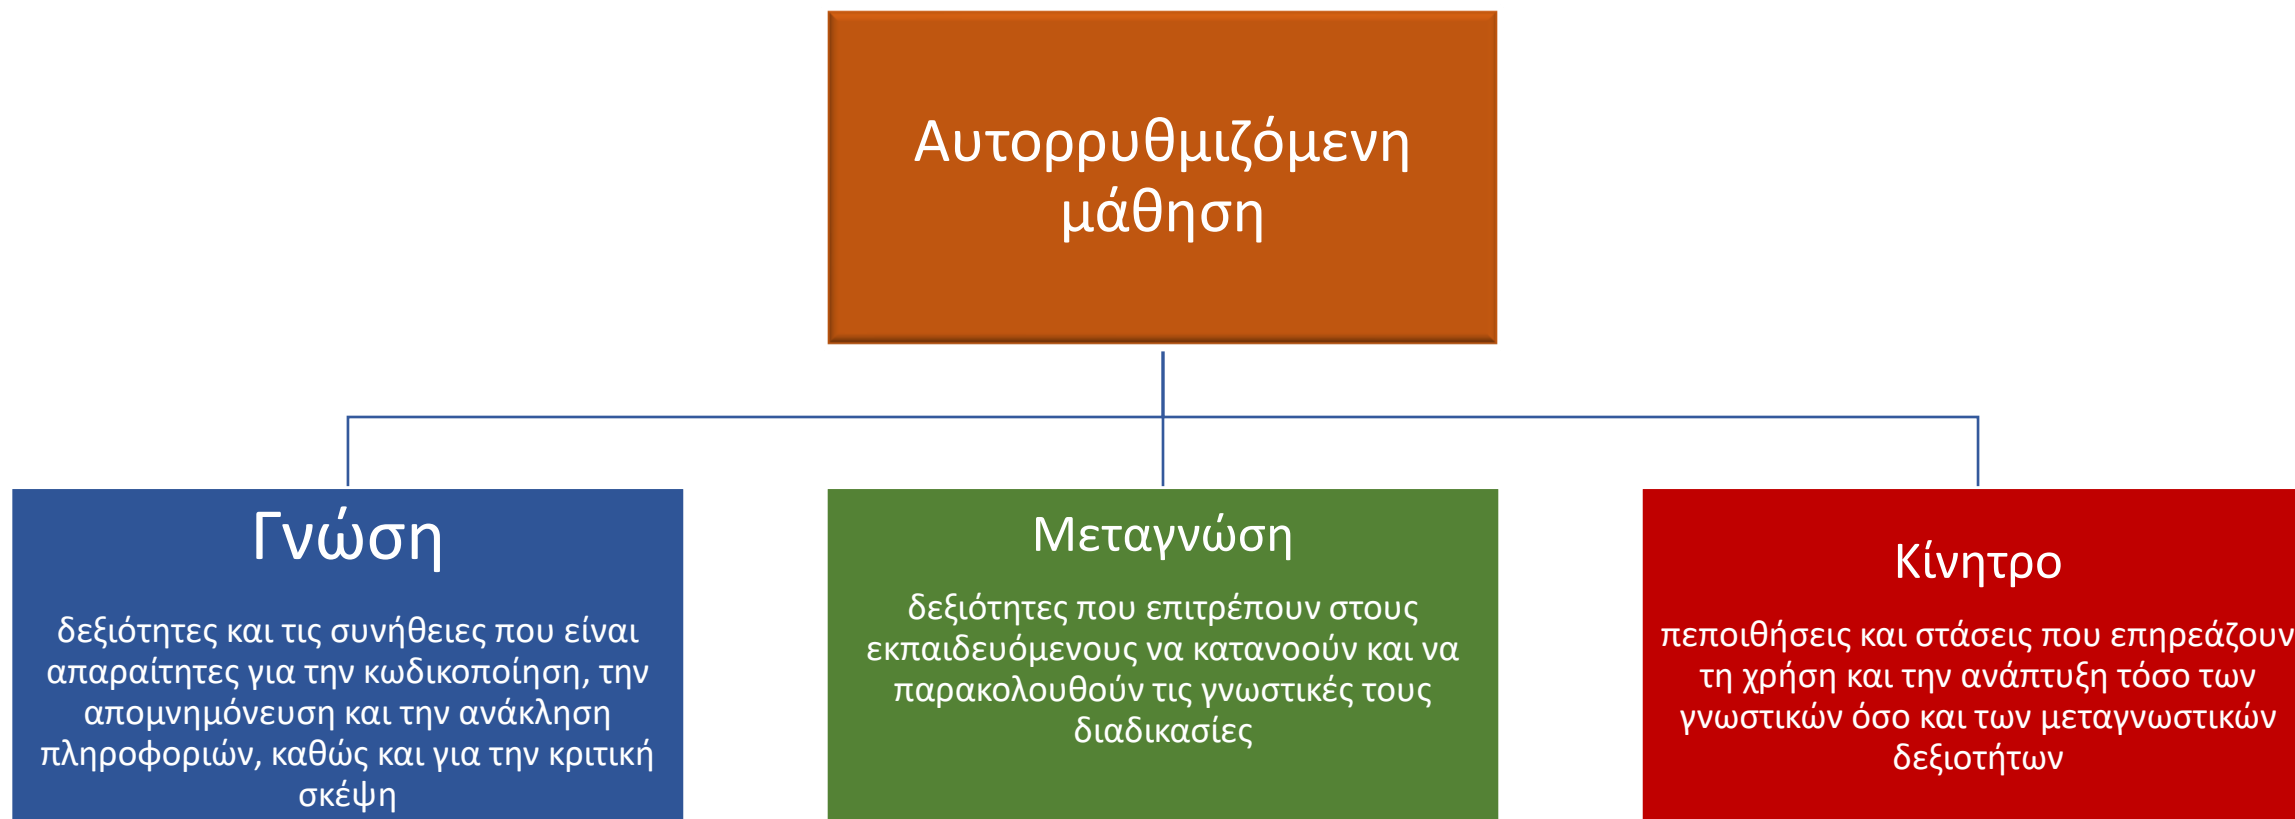 Αυτορρυθμιζόμενη
μάθηση
Γνώση
δεξιότητες και τις συνήθειες που είναι
απαραίτητες για την κωδικοποίηση, την
απομνημόνευση και την ανάκληση
πληροφοριών, καθώς και για την κριτική
σκέψη
Μεταγνώση
δεξιότητες που επιτρέπουν στους
εκπαιδευόμενους να κατανοούν και να
παρακολουθούν τις γνωστικές τους
διαδικασίες
Κίνητρο
πεποιθήσεις και στάσεις που επηρεάζουν
τη χρήση και την ανάπτυξη τόσο των
γνωστικών όσο και των μεταγνωστικών
δεξιοτήτων